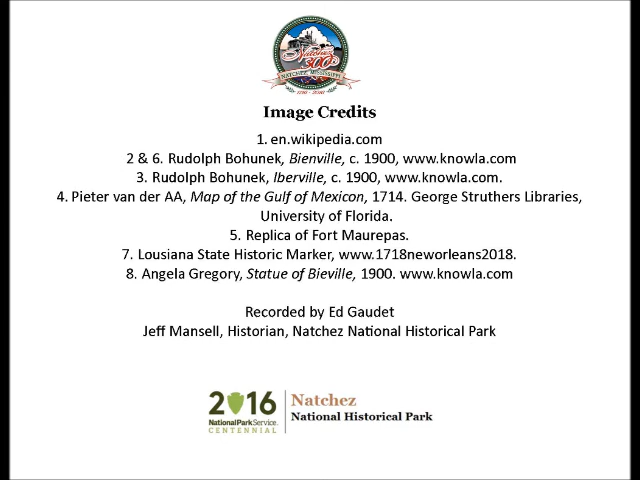 Natchez
300
NATCHEZ, MISSISSIPPI
Image Credits
1. en.wikipedia.com
2 & 6. Rudolph Bohunek, Bienville, c. 1900, www.knowla.com
3. Rudolph Bohunek, Iberville, c. 1900, www.knowla.com.
4. Pieter van der AA, Map of the Gulf of Mexicon, 1714. George Struthers Libraries,
University of Florida.
5. Replica of Fort Maurepas.
7. Lousiana State Historic Marker, www.1718neworleans2018.
8. Angela Gregory, Statue of Bieville, 1900. www.knowla.com
Recorded by Ed Gaudet
Jeff Mansell, Historian, Natchez National Historical Park
2016
National Park Service
CENTENNIAL
Natchez
National Historical Park